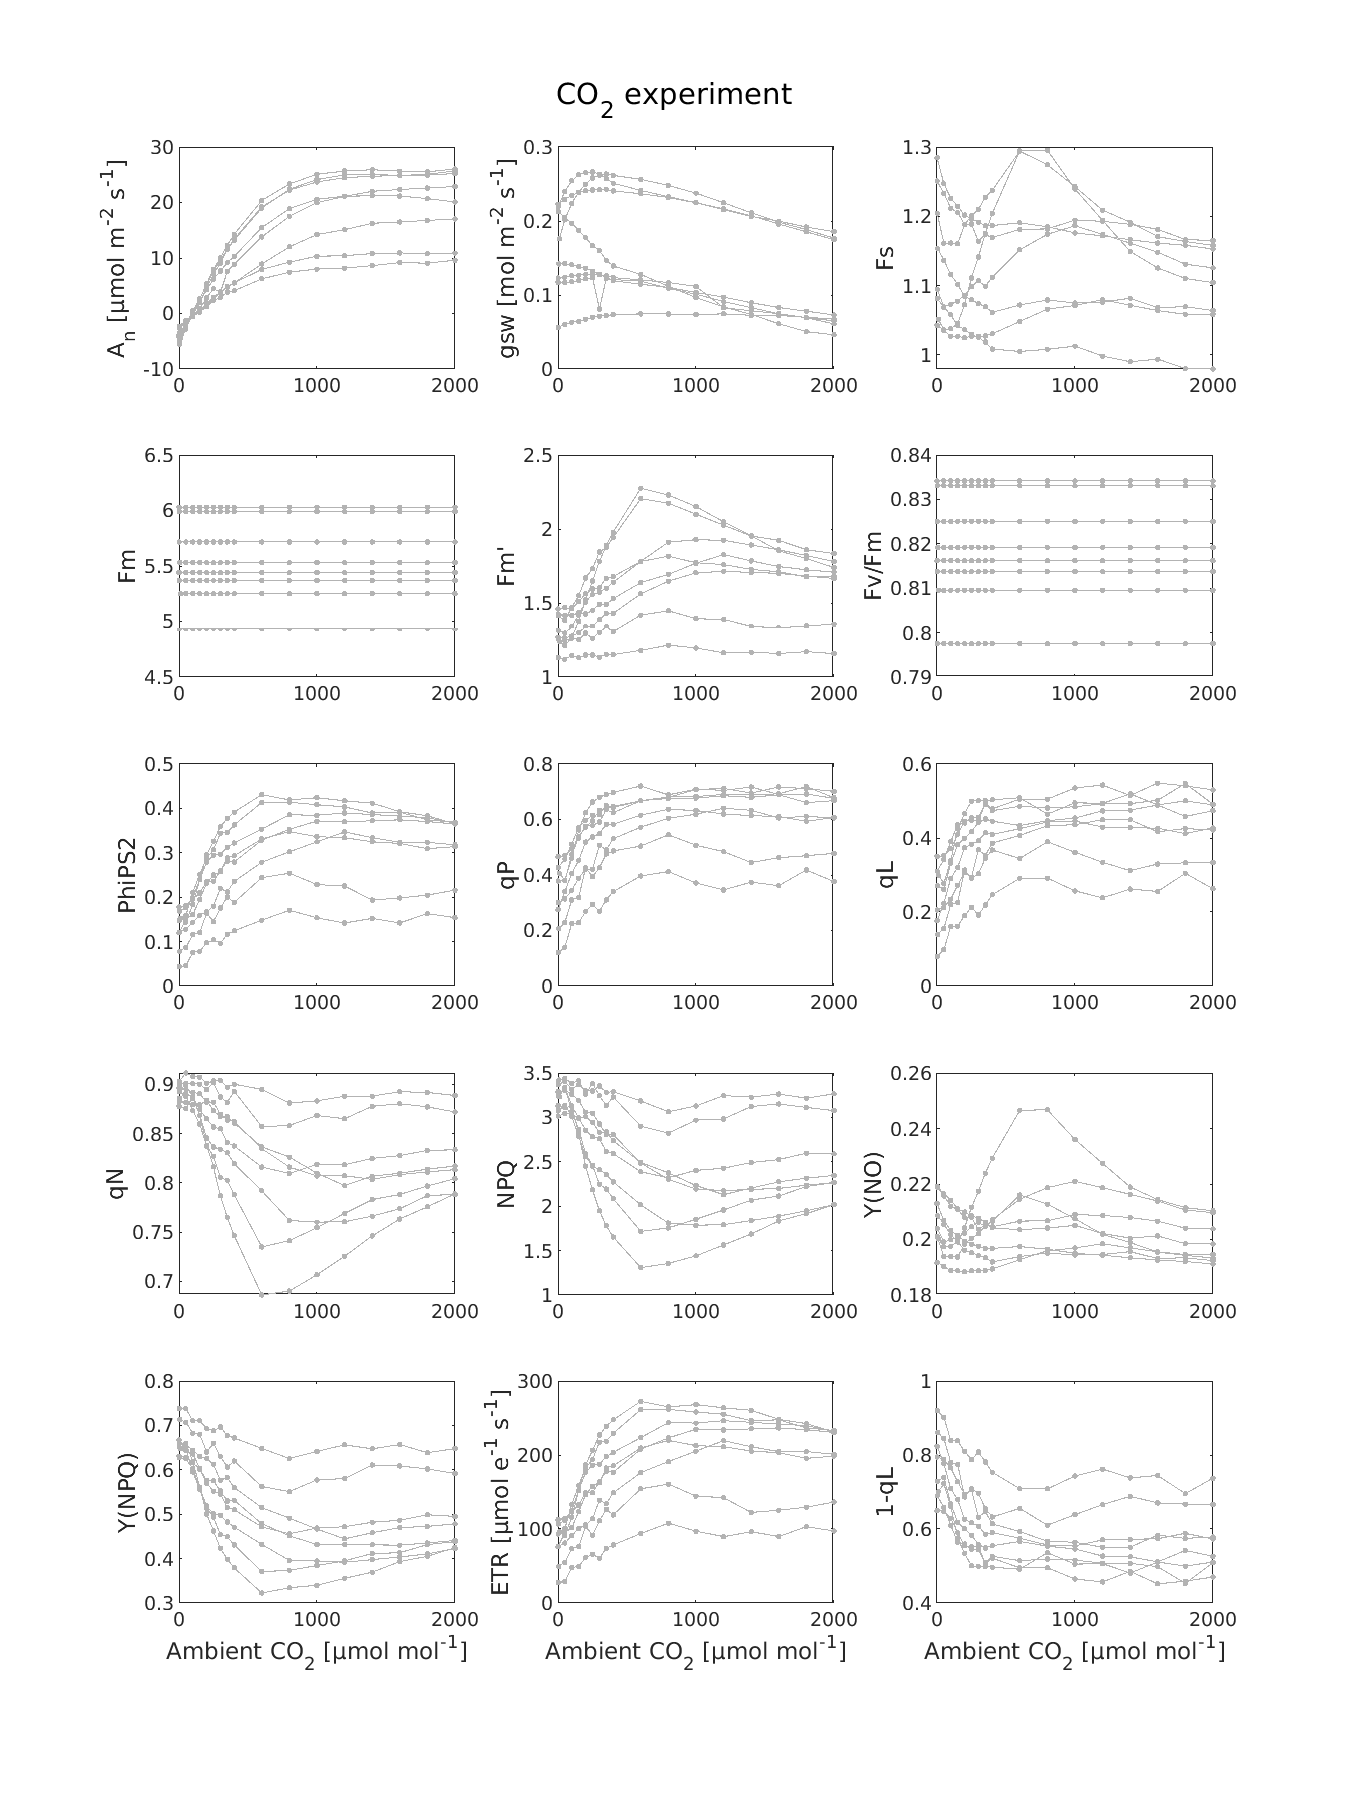 CO2 experiment
An [µmol m-2 s-1]
30
20
10
0
-10
0 1000 2000
gsw [mol m-2 s-1]
0.3
0.2
0.1
0
0 1000 2000
Fs
1.3
1.2
1.1
1
0 1000 2000
Fm
6.5
6
5.5
5
4.5
0 1000 2000
Fm'
2.5
2
1.5
1
0 1000 2000
Fv/Fm
0.84
0.83
0.82
0.81
0.8
0.79
0 1000 2000
PhiPS2
0.5
0.4
0.3
0.2
0.1
0
0 1000 2000
qP
0.8
0.6
0.4
0.2
0
0 1000 2000
qL
0.6
0.4
0.2
0
0 1000 2000
qN
0.9
0.85
0.8
0.75
0.7
0 1000 2000
NPQ
3.5
3
2.5
2
1.5
1
0 1000 2000
Y(NO)
0.26
0.24
0.22
0.2
0.18
0 1000 2000
Y(NPQ)
0.8
0.7
0.6
0.5
0.4
0.3
0 1000 2000
Ambient CO2 [µmol mol-1]
ETR [µmol e-1 s-1]
300
200
100
0
0 1000 2000
Ambient CO2 [µmol mol-1]
1-qL
1
0.8
0.6
0.4
0 1000 2000
Ambient CO2 [µmol mol-1]